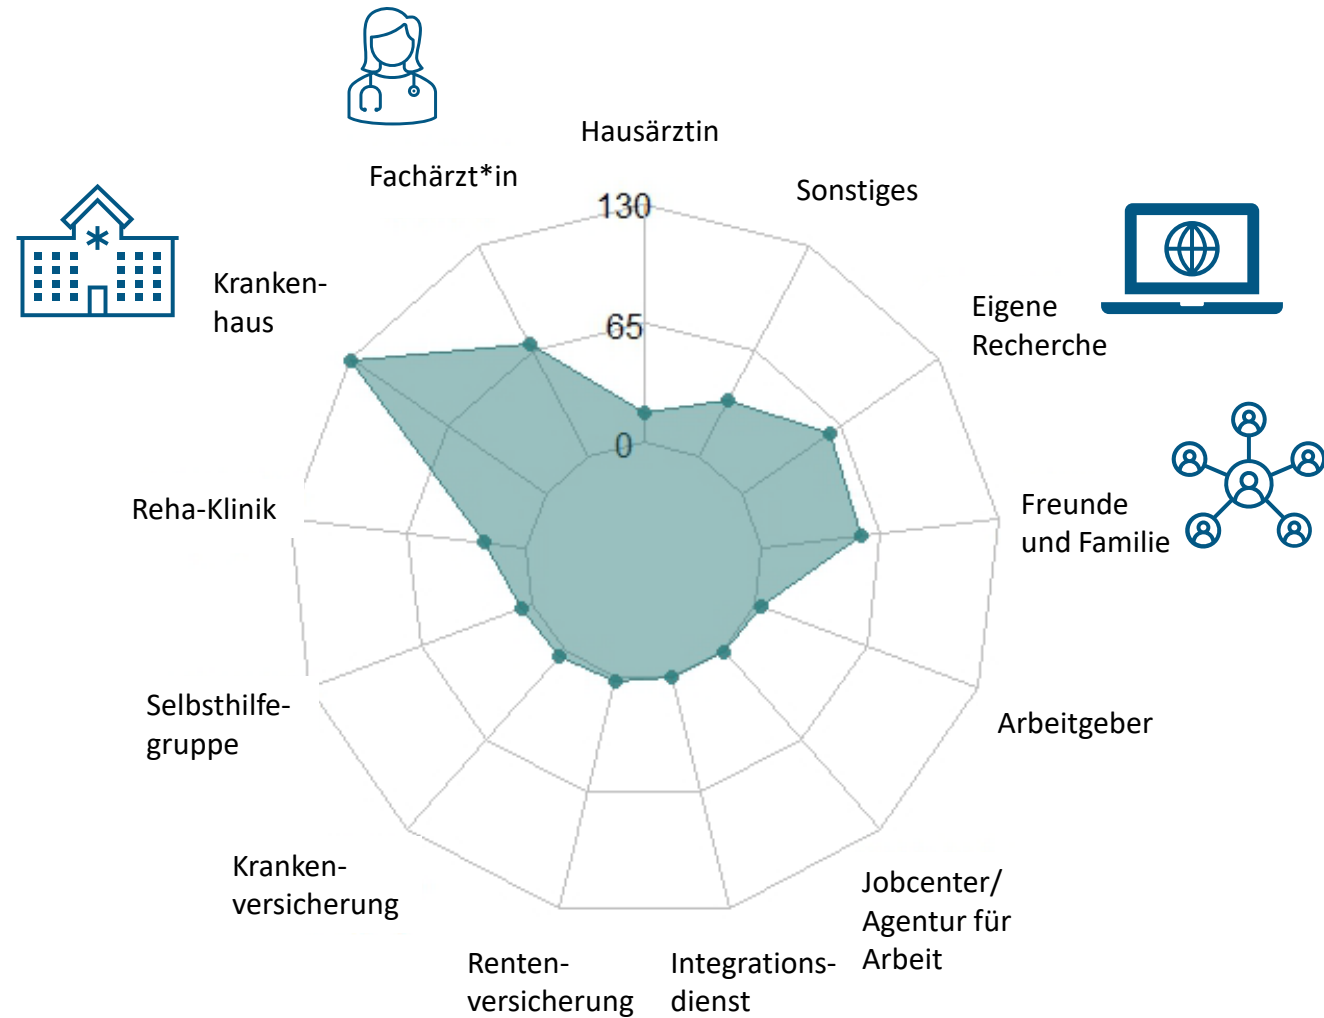 Hausärztin
Fachärzt*in
Sonstiges
130
Kranken-
haus
Eigene
Recherche
65
0
Reha-Klinik
Freunde
und Familie
Selbsthilfe-
gruppe
Arbeitgeber
Kranken-
versicherung
Jobcenter/
Agentur für
Arbeit
Renten-
versicherung
Integrations-
dienst